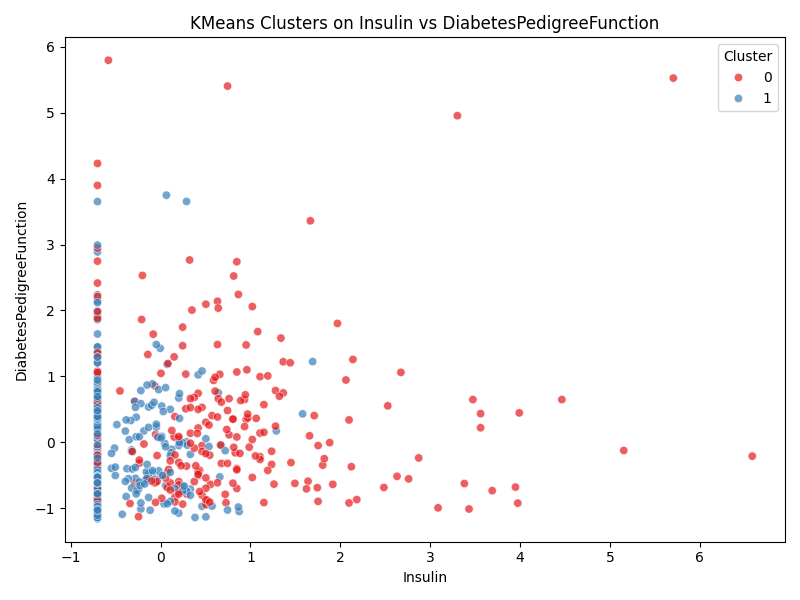 KMeans Clusters on Insulin vs DiabetesPedigreeFunction
Cluster
0
1
6
5
4
3
2
1
0
−1
DiabetesPedigreeFunction
−1 0 1 2 3 4 5 6
Insulin